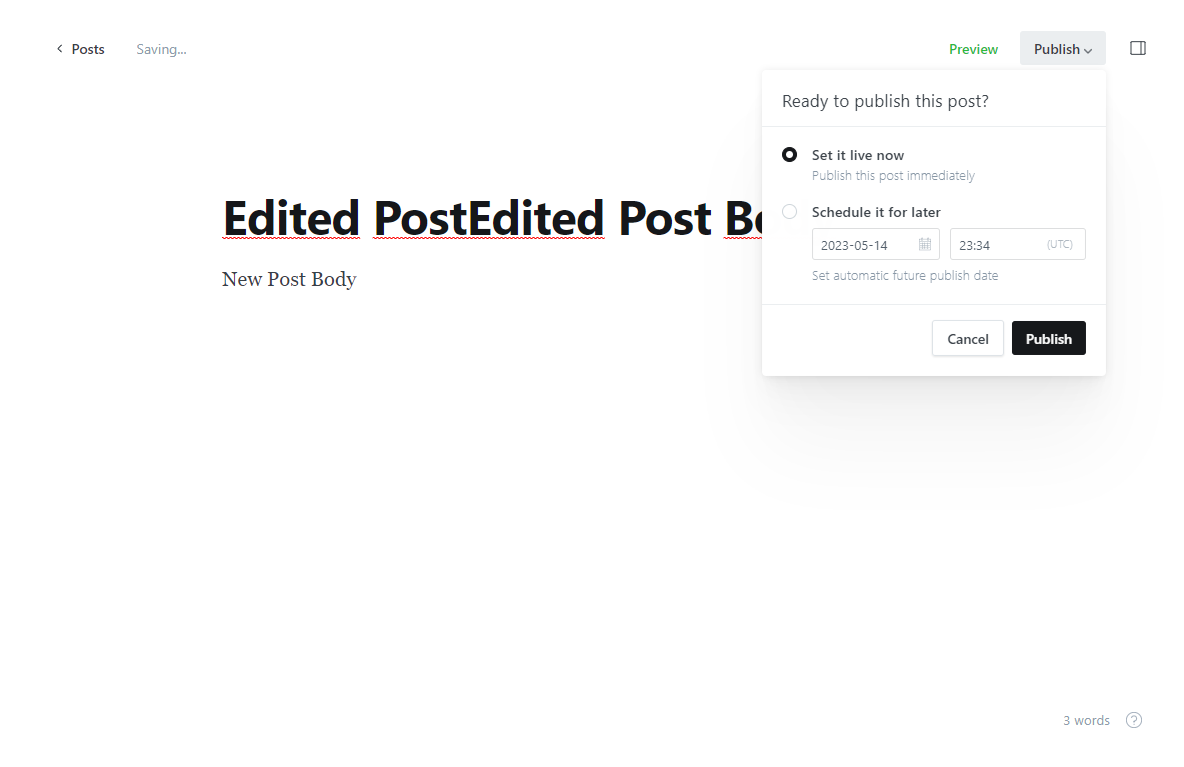 Posts
Saving...
Preview
Publish
Ready to publish this post?
Set it live now
Publish this post immediately
Schedule it for later
2023-05-14
23:34
(UTC)
Set automatic future publish date
Cancel
Publish
Edited PostEdited Post
New Post Body
3 words
?